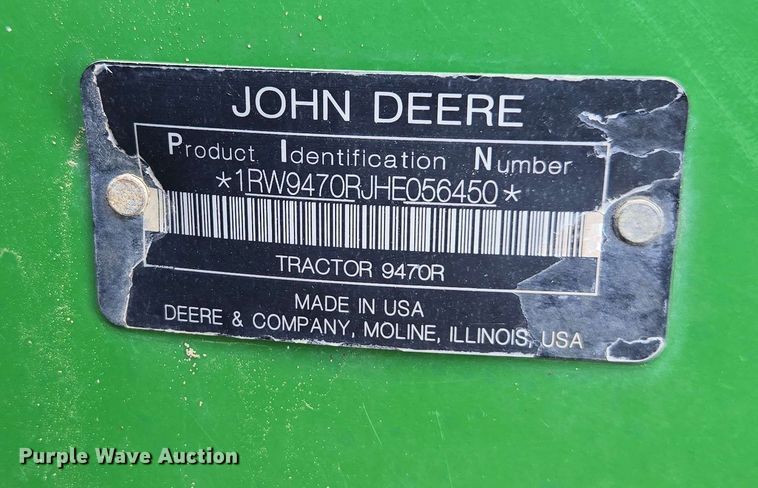 JOHN DEERE
Product Identification Number
*1RW9470RJHE056450*
TRACTOR 9470R
MADE IN USA
DEERE & COMPANY, MOLINE, ILLINOIS, USA
Purple Wave Auction